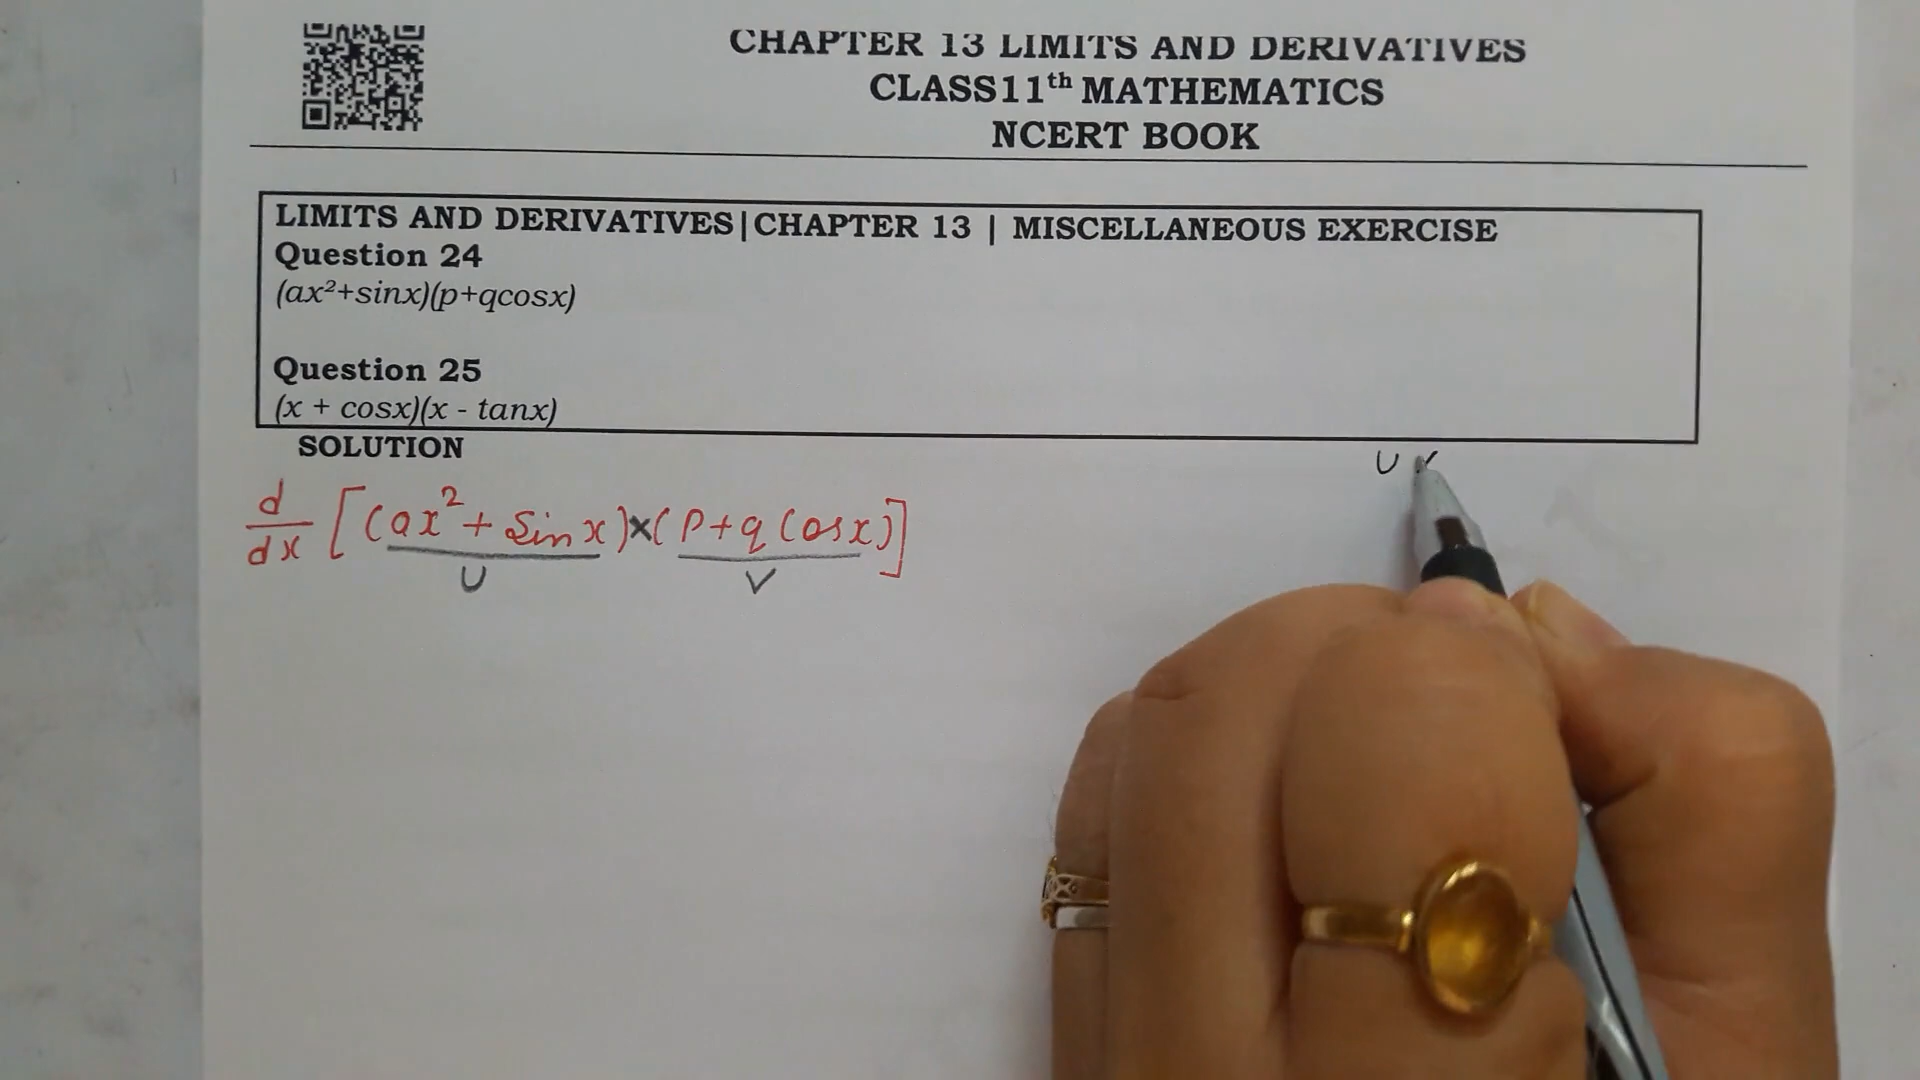 CHAPTER 13 LIMITS AND DERIVATIVES
CLASS11th MATHEMATICS
NCERT BOOK
LIMITS AND DERIVATIVES|CHAPTER 13 | MISCELLANEOUS EXERCISE
Question 24
(ax²+sinx)(p+qcosx)
Question 25
(x + cosx)(x - tanx)
SOLUTION
U V
d/dx [(ax²+ Sin x)×(P+q Cosx)]
U V